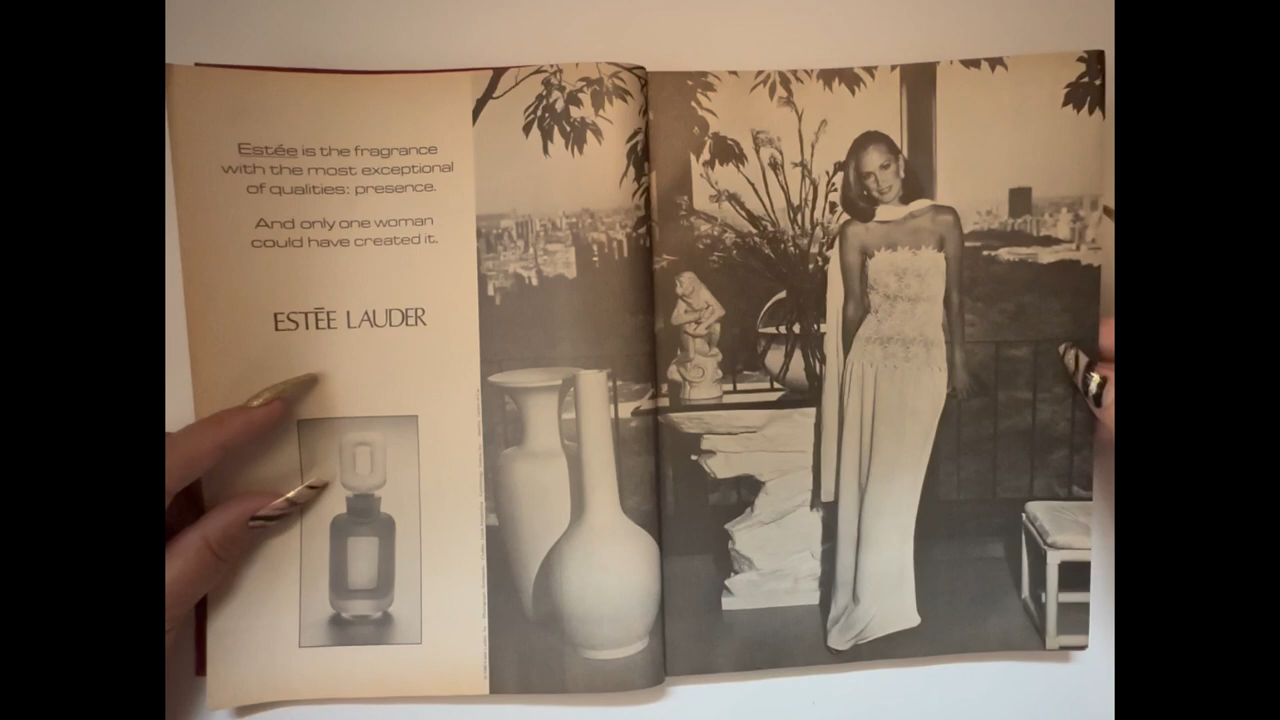 Estée is the fragrance
with the most exceptional
of qualities: presence.
And only one woman
could have created it.
ESTĒE LAUDER